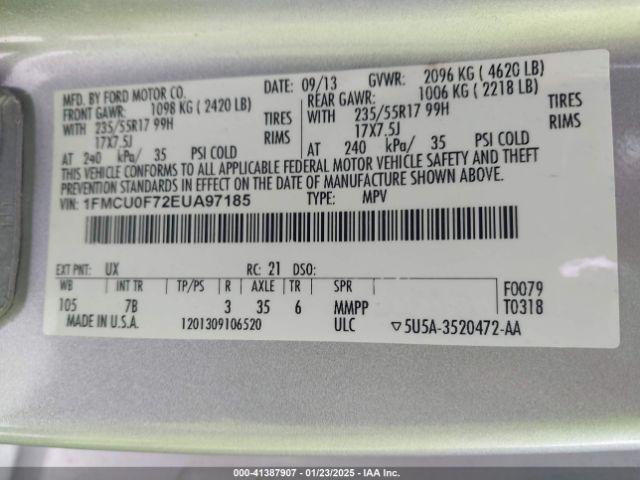 MFD. BY FORD MOTOR CO. DATE: 09/13 GVWR: 2096 KG ( 4620 LB)
FRONT GAWR: 1098 KG ( 2420 LB) REAR GAWR: 1006 KG ( 2218 LB)
WITH 235/55R17 99H TIRES WITH 235/55R17 99H TIRES
17X7.5J RIMS 17X7.5J RIMS
AT 240 kPa/ 35 PSI COLD AT 240 kPa/ 35 PSI COLD
THIS VEHICLE CONFORMS TO ALL APPLICABLE FEDERAL MOTOR VEHICLE SAFETY AND THEFT
PREVENTION STANDARDS IN EFFECT ON THE DATE OF MANUFACTURE SHOWN ABOVE.
VIN: 1FMCU0F72EUA97185 TYPE: MPV
EXT PNT: UX RC: 21 DSO:
WB INT TR TP/PS R AXLE TR SPR F0079
105 7B 3 35 6 MMPP T0318
MADE IN U.S.A. 1201309106520 ULC ▽5U5A-3520472-AA
000-41387907 - 01/23/2025 - IAA Inc.